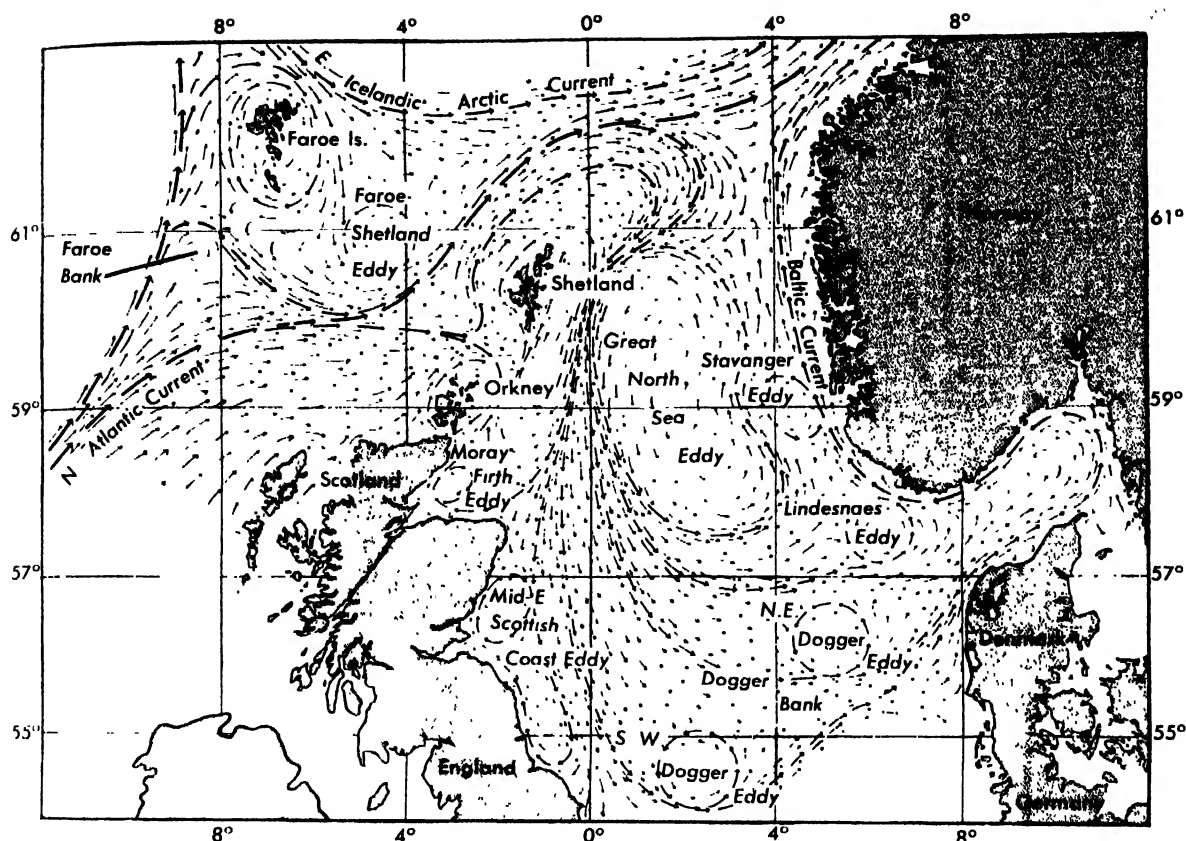 8°
4°
0°
4°
8°
E. Icelandic Arctic Current
Faroe Is.
Faroe
Shetland
Eddy
61°
61°
Faroe
Bank
Norway
Shetland
Baltic Current
Great
North
Sea
Eddy
Stavanger
Eddy
N Atlantic Current
Orkney
59°
59°
Moray
Firth
Eddy
Scotland
Lindesnaes
Eddy
57°
57°
Mid-E
Scottish
Coast Eddy
N.E.
Dogger
Eddy
Denmark
Dogger
Bank
55°
55°
S W
Dogger
Eddy
England
Germany
8°
4°
0°
4°
8°